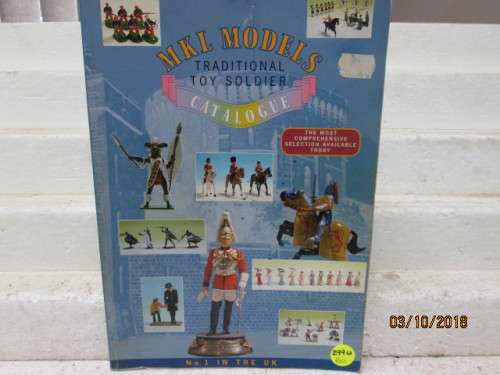 MKL MODELS
TRADITIONAL
TOY SOLDIER
CATALOGUE
THE MOST
COMPREHENSIVE
SELECTION AVAILABLE
TODAY
No.1 IN THE UK
03/10/2018